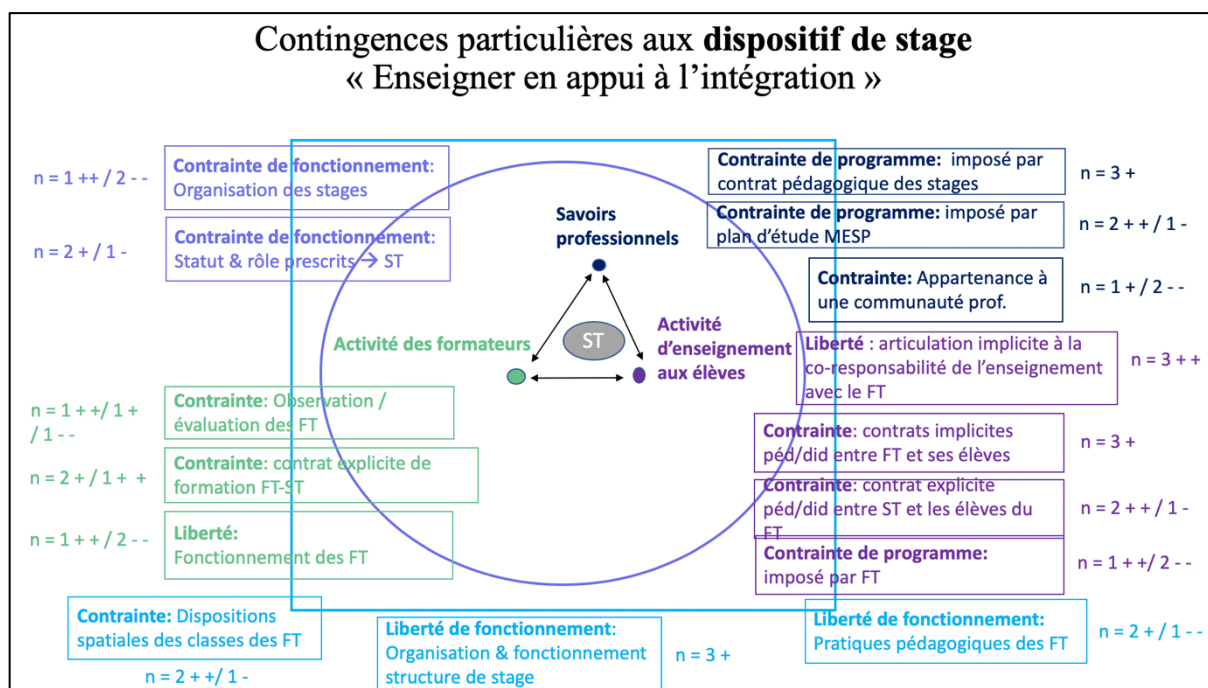 Contingences particulières aux dispositif de stage
« Enseigner en appui à l'intégration »
n = 1 ++ / 2 - -
Contrainte de fonctionnement:
Organisation des stages
n = 2 + / 1 -
Contrainte de fonctionnement:
Statut & rôle prescrits → ST
Contrainte de programme: imposé par
contrat pédagogique des stages
n = 3 +
Contrainte de programme: imposé par
plan d'étude MESP
n = 2 + + / 1 -
Contrainte: Appartenance à
une communauté prof.
n = 1 + / 2 - -
Savoirs
professionnels
Activité des formateurs
ST
Activité
d'enseignement
aux élèves
Liberté : articulation implicite à la
co-responsabilité de l'enseignement
avec le FT
n = 3 + +
n = 1 + +/ 1 +
/ 1 - -
Contrainte: Observation /
évaluation des FT
n = 2 + / 1 + +
Contrainte: contrat explicite de
formation FT-ST
n = 1 + + / 2 - -
Liberté:
Fonctionnement des FT
Contrainte: contrats implicites
péd/did entre FT et ses élèves
n = 3 +
Contrainte: contrat explicite
péd/did entre ST et les élèves du
FT
n = 2 + + / 1 -
Contrainte de programme:
imposé par FT
n = 1 + +/ 2 - -
Contrainte: Dispositions
spatiales des classes des FT
n = 2 + +/ 1 -
Liberté de fonctionnement:
Organisation & fonctionnement
structure de stage
n = 3 +
Liberté de fonctionnement:
Pratiques pédagogiques des FT
n = 2 + / 1 - -